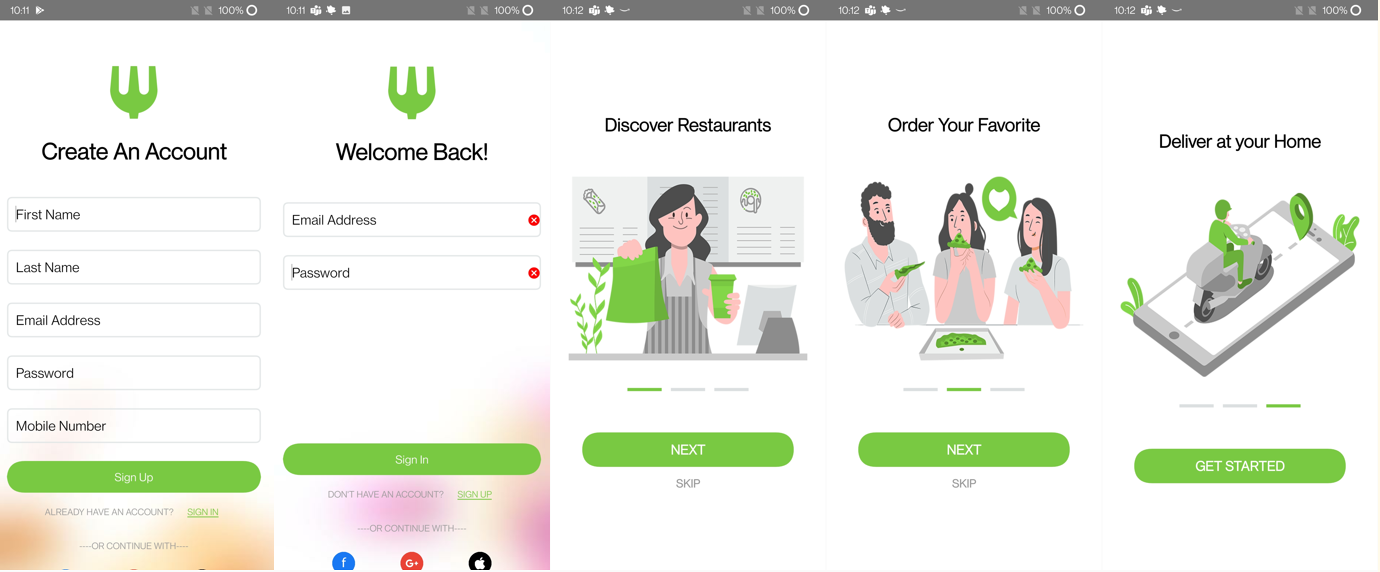 10:11
100%
Create An Account
First Name
Last Name
Email Address
Password
Mobile Number
Sign Up
ALREADY HAVE AN ACCOUNT? SIGN IN
----OR CONTINUE WITH----
10:11
100%
Welcome Back!
Email Address
Password
Sign In
DON'T HAVE AN ACCOUNT? SIGN UP
----OR CONTINUE WITH----
f
G+
10:12
100%
Discover Restaurants
NEXT
SKIP
10:12
100%
Order Your Favorite
NEXT
SKIP
10:12
100%
Deliver at your Home
GET STARTED